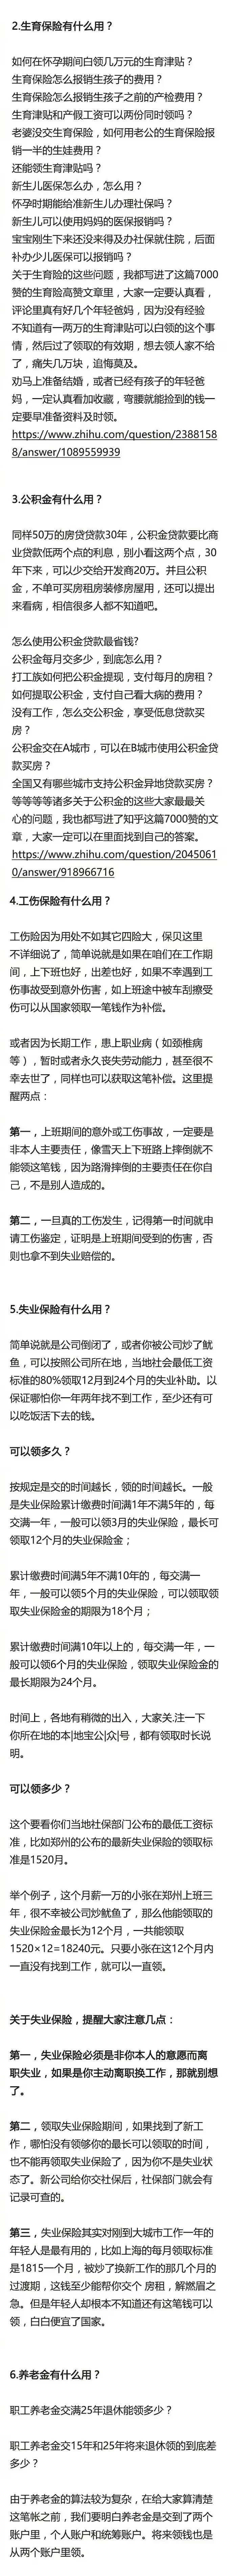 2.生育保险有什么用？
如何在怀孕期间白领几万元的生育津贴？
生育保险怎么报销生孩子的费用？
生育保险怎么报销生孩子之前的产检费用？
生育津贴和产假工资可以两份同时领吗？
老婆没交生育保险，如何用老公的生育保险报
销一半的生娃费用？
还能领生育津贴吗？
新生儿医保怎么办，怎么用？
怀孕时期能给准新生儿办理社保吗？
新生儿可以使用妈妈的医保报销吗？
宝宝刚生下来还没来得及办社保就住院，后面
补办少儿医保可以报销吗？
关于生育险的这些问题，我都写进了这篇7000
赞的生育险高赞文章里，大家一定要认真看，
评论里真有好几个年轻爸妈，因为没有经验
不知道有一两万的生育津贴可以白领的这个事
情，然后过了领取的有效期，想去领人家不给
了，痛失几万块，追悔莫及。
劝马上准备结婚，或者已经有孩子的年轻爸
妈，一定认真看加收藏，弯腰就能捡到的钱一
定要早准备资料及时领。
https://www.zhihu.com/question/2388158
8/answer/1089559939
3.公积金有什么用？
同样50万的房贷贷款30年，公积金贷款要比商
业贷款低两个点的利息，别小看这两个点，30
年下来，可以少交给开发商20万。并且公积
金，不单可买房租房装修房屋用，还可以提出
来看病，相信很多人都不知道吧。
怎么使用公积金贷款最省钱?
公积金每月交多少，到底怎么用？
打工族如何把公积金提现，支付每月的房租？
如何提取公积金，支付自己看大病的费用？
没有工作，怎么交公积金，享受低息贷款买
房？
公积金交在A城市，可以在B城市使用公积金贷
款买房？
全国又有哪些城市支持公积金异地贷款买房？
等等等等诸多关于公积金的这些大家最最关
心的问题，我也都写进了知乎这篇7000赞的文
章，大家一定可以在里面找到自己的答案。
https://www.zhihu.com/question/2045061
0/answer/918966716
4.工伤保险有什么用？
工伤险因为用处不如其它四险大，保贝这里
不详细说了，简单说就是如果在咱们在工作期
间，上下班也好，出差也好，如果不幸遇到工
伤事故受到意外伤害，如上班途中被车刮擦受
伤可以从国家领取一笔钱作为补偿。
或者因为长期工作，患上职业病（如颈椎病
等），暂时或者永久丧失劳动能力，甚至很不
幸去世了，同样也可以获取这笔补偿。这里提
醒两点：
第一，上班期间的意外或工伤事故，一定要是
非本人主要责任，像雪天上下班路上摔倒就不
能领这笔钱，因为路滑摔倒的主要责任在你自
己，不是别人造成的。
第二，一旦真的工伤发生，记得第一时间就申
请工伤鉴定，证明是上班期间受到的伤害，否
则也拿不到失业赔偿的。
5.失业保险有什么用？
简单说就是公司倒闭了，或者你被公司炒了鱿
鱼，可以按照公司所在地，当地社会最低工资
标准的80%领取12月到24个月的失业补助。以
保证哪怕你一年两年找不到工作，至少还有可
以吃饭活下去的钱。
可以领多久？
按规定是交的时间越长，领的时间越长。一般
是失业保险累计缴费时间满1年不满5年的，每
交满一年，一般可以领3月的失业保险，最长可
领取12个月的失业保险金；
累计缴费时间满5年不满10年的，每交满一
年，一般可以领5个月的失业保险，可以领取领
取失业保险金的期限为18个月；
累计缴费时间满10年以上的，每交满一年，一
般可以领6个月的失业保险，领取失业保险金的
最长期限为24个月。
时间上，各地有稍微的出入，大家关.注一下
你所在地的本|地宝公|众|号，都有领取时长说
明。
可以领多少？
这个要看你们当地社保部门公布的最低工资标
准，比如郑州的公布的最新失业保险的领取标
准是1520月。
举个例子，这个月薪一万的小张在郑州上班三
年，很不幸被公司炒鱿鱼了，那么他能领取的
失业保险金最长为12个月，一共能领取
1520×12=18240元。只要小张在这12个月内
一直没有找到工作，就可以一直领。
关于失业保险，提醒大家注意几点：
第一，失业保险必须是非你本人的意愿而离
职失业，如果是你主动离职换工作，那就别想
了。
第二，领取失业保险期间，如果找到了新工
作，哪怕没有领够你的最长可以领取的时间，
也不能再领取失业保险了，因为你不是失业状
态了。新公司给你交社保后，社保部门就会有
记录可查的。
第三，失业保险其实对刚到大城市工作一年的
年轻人是最有用的，比如上海的每月领取标准
是1815一个月，被炒了换新工作的那几个月的
过渡期，这钱至少能帮你交个 房租，解燃眉之
急。但是年轻人却根本不知道还有这笔钱可以
领，白白便宜了国家。
6.养老金有什么用？
职工养老金交满25年退休能领多少？
职工养老金交15年和25年将来退休领的到底差
多少？
由于养老金的算法较为复杂，在给大家算清楚
这笔帐之前，我们要明白养老金是交到了两个
账户里，个人账户和统筹账户。将来领钱也是
从两个账户里领。